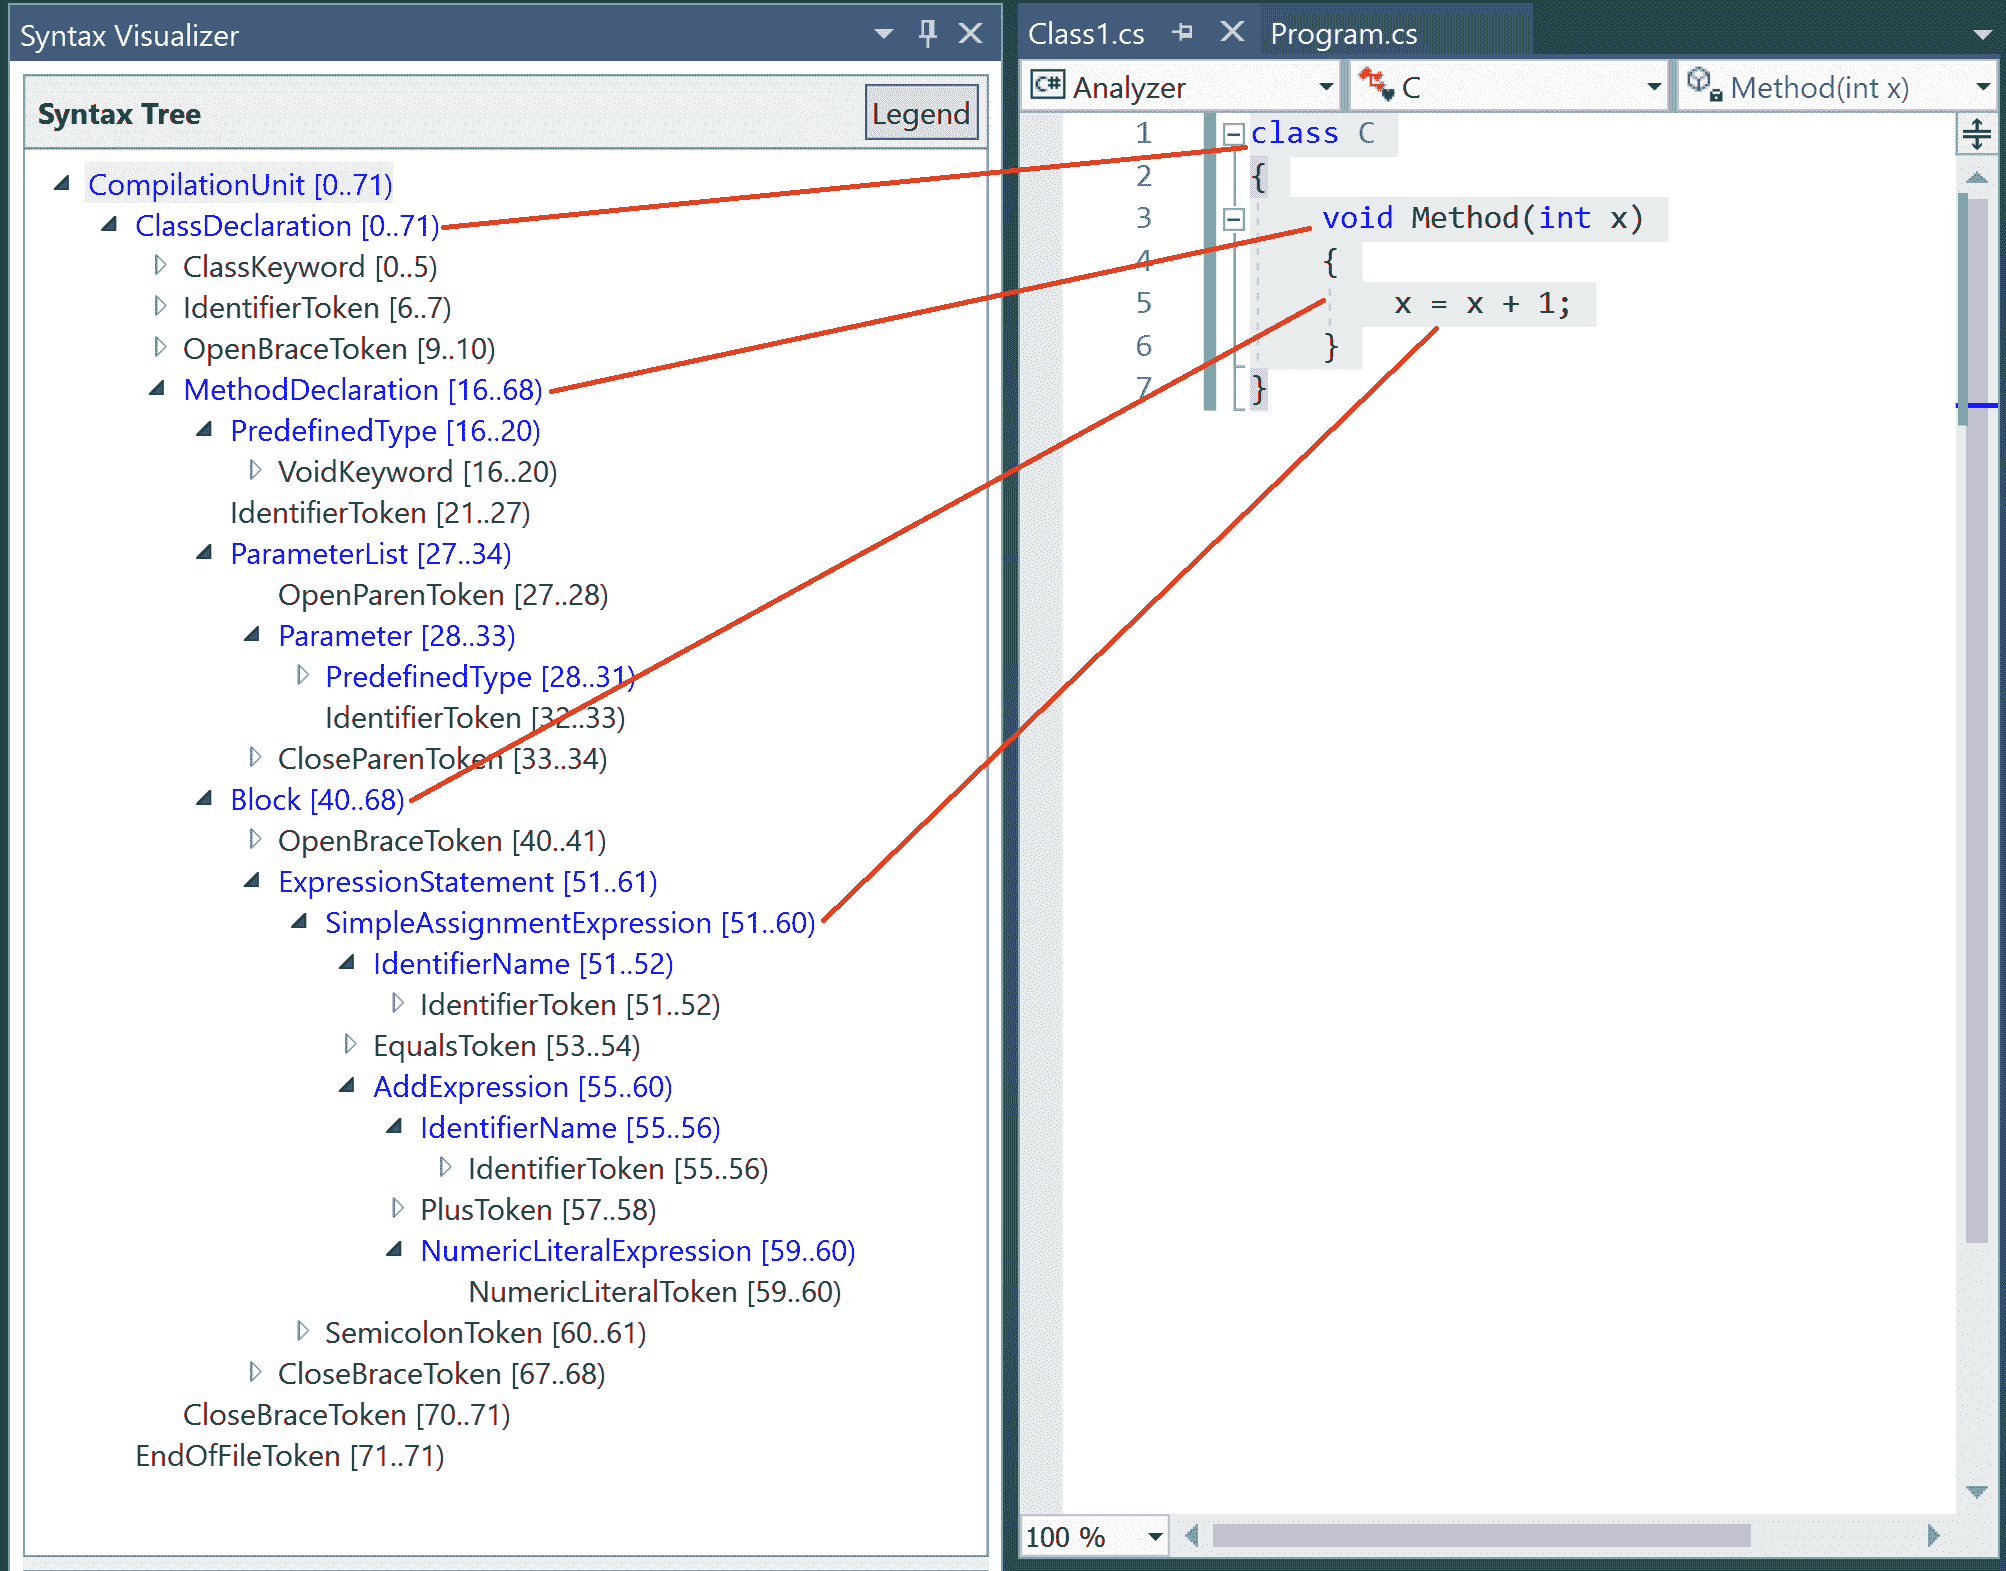 Syntax Visualizer
Syntax Tree
Legend
CompilationUnit [0..71)
ClassDeclaration [0..71)
ClassKeyword [0..5)
IdentifierToken [6..7)
OpenBraceToken [9..10)
MethodDeclaration [16..68)
PredefinedType [16..20)
VoidKeyword [16..20)
IdentifierToken [21..27)
ParameterList [27..34)
OpenParenToken [27..28)
Parameter [28..33)
PredefinedType [28..31)
IdentifierToken [32..33)
CloseParenToken [33..34)
Block [40..68)
OpenBraceToken [40..41)
ExpressionStatement [51..61)
SimpleAssignmentExpression [51..60)
IdentifierName [51..52)
IdentifierToken [51..52)
EqualsToken [53..54)
AddExpression [55..60)
IdentifierName [55..56)
IdentifierToken [55..56)
PlusToken [57..58)
NumericLiteralExpression [59..60)
NumericLiteralToken [59..60)
SemicolonToken [60..61)
CloseBraceToken [67..68)
CloseBraceToken [70..71)
EndOfFileToken [71..71)
Class1.cs Program.cs
C# Analyzer C Method(int x)
1 class C
2 {
3 void Method(int x)
4 {
5 x = x + 1;
6 }
7 }
100 %